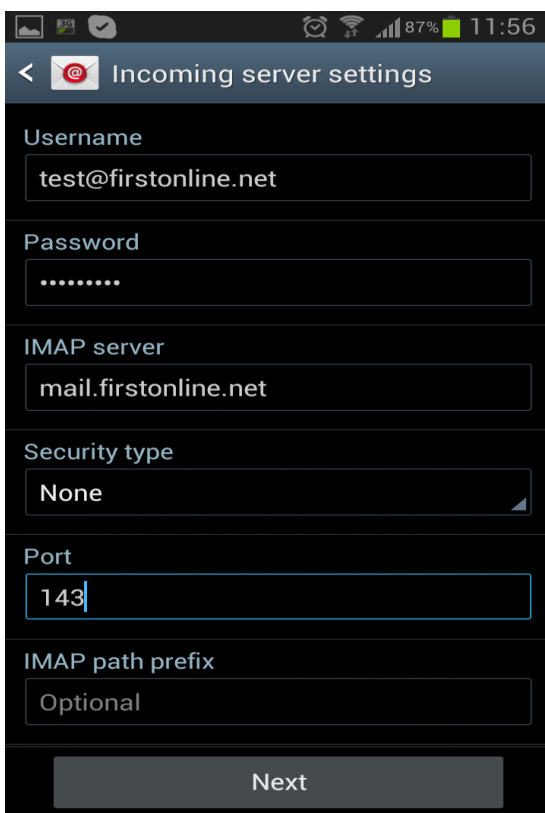 3G 87% 11:56
< @ Incoming server settings
Username
test@firstonline.net
Password
•••••••••
IMAP server
mail.firstonline.net
Security type
None
Port
143
IMAP path prefix
Optional
Next